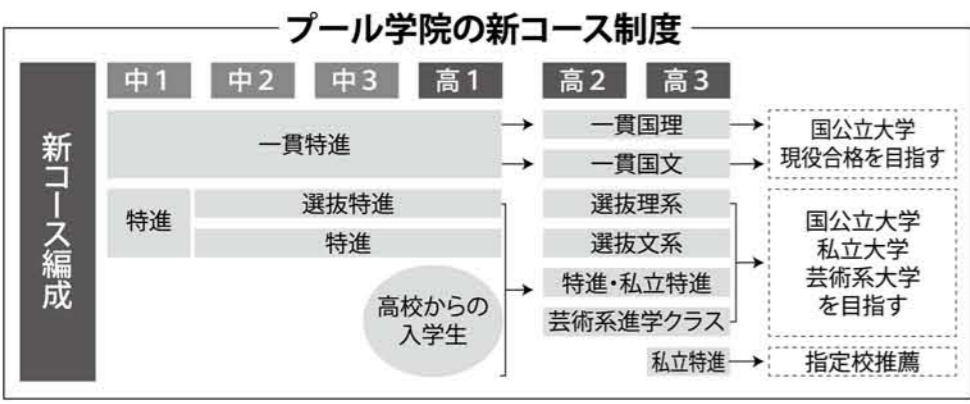 プール学院の新コース制度
新コース編成
中1 中2 中3 高1 高2 高3
一貫特進
一貫国理
一貫国文
国公立大学
現役合格を目指す
特進
選抜特進
特進
高校からの
入学生
選抜理系
選抜文系
特進・私立特進
芸術系進学クラス
国公立大学
私立大学
芸術系大学
を目指す
私立特進
指定校推薦